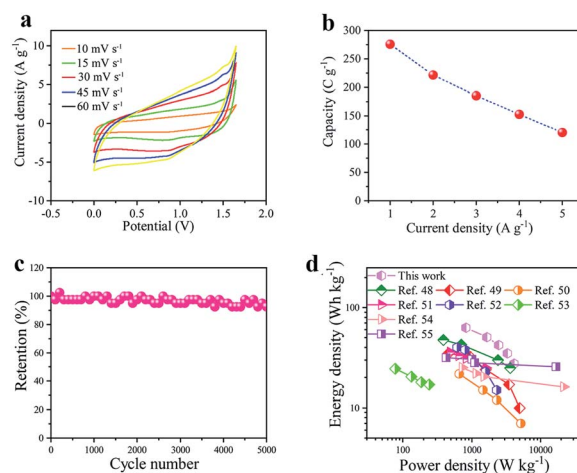 a
10 mV s⁻¹
15 mV s⁻¹
30 mV s⁻¹
45 mV s⁻¹
60 mV s⁻¹
Current density (A g⁻¹)
10
5
0
-5
-10
-0.5 0.0 0.5 1.0 1.5 2.0
Potential (V)
b
Capacity (C g⁻¹)
300
250
200
150
100
50
0
1 2 3 4 5
Current density (A g⁻¹)
c
Retention (%)
120
100
80
60
40
20
0
0 1000 2000 3000 4000 5000
Cycle number
d
This work
Ref. 48 Ref. 49 Ref. 50
Ref. 51 Ref. 52 Ref. 53
Ref. 54
Ref. 55
Energy density (Wh kg⁻¹)
100
10
100 1000 10000
Power density (W kg⁻¹)